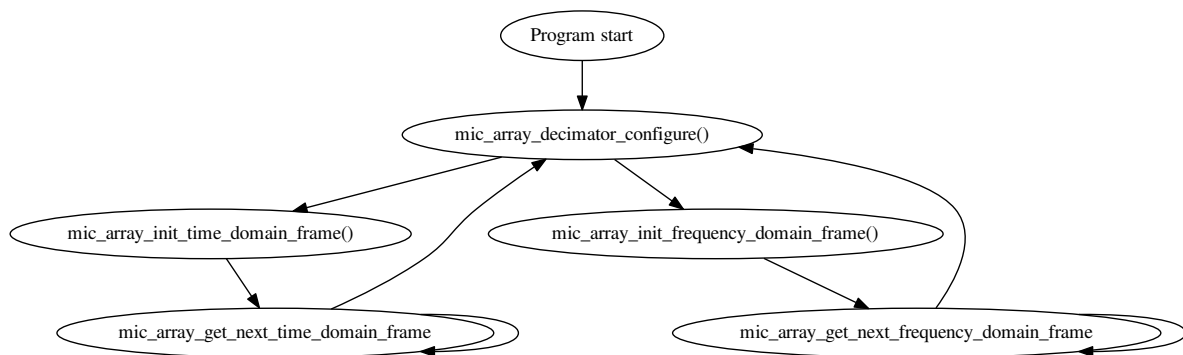 Program start
mic_array_decimator_configure()
mic_array_init_time_domain_frame()
mic_array_init_frequency_domain_frame()
mic_array_get_next_time_domain_frame
mic_array_get_next_frequency_domain_frame